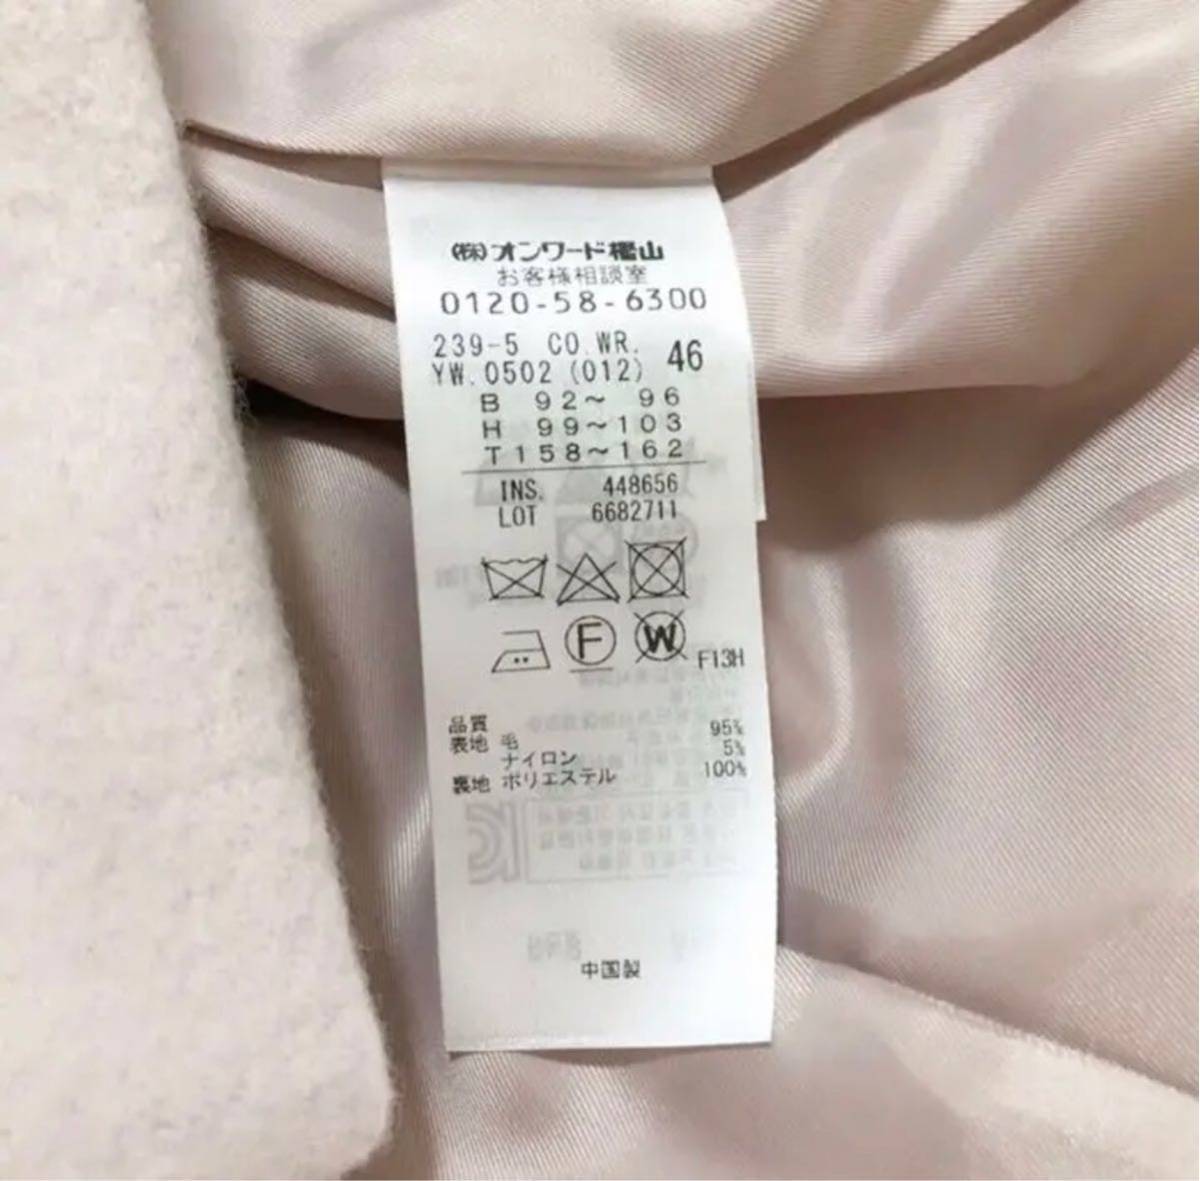 ㈱オンワード樫山
お客様相談室
0120-58-6300
239-5 CO.WR. 46
YW.0502 (012)
B 92～ 96
H 99～103
T158～162
INS. 448656
LOT 6682711
F W
F13H
品質
表地 毛 95%
ナイロン 5%
裏地 ポリエステル 100%
中国製